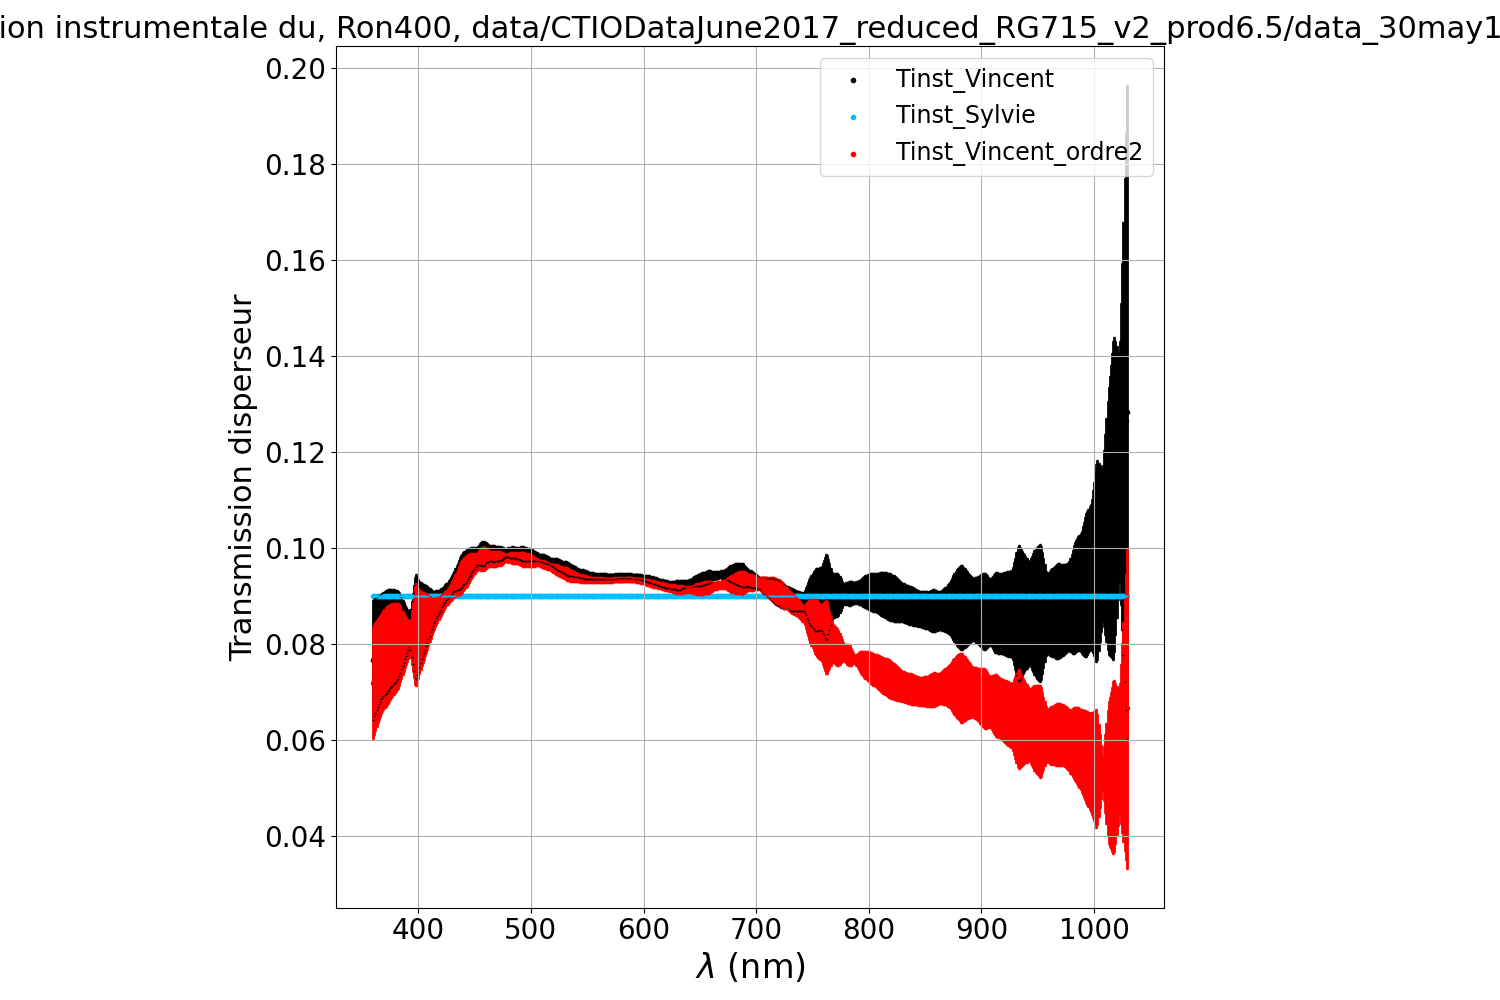 ion instrumentale du, Ron400, data/CTIODataJune2017_reduced_RG715_v2_prod6.5/data_30may1
Tinst_Vincent
Tinst_Sylvie
Tinst_Vincent_ordre2
0.20
0.18
0.16
0.14
0.12
0.10
0.08
0.06
0.04
Transmission disperseur
400
500
600
700
800
900
1000
λ (nm)